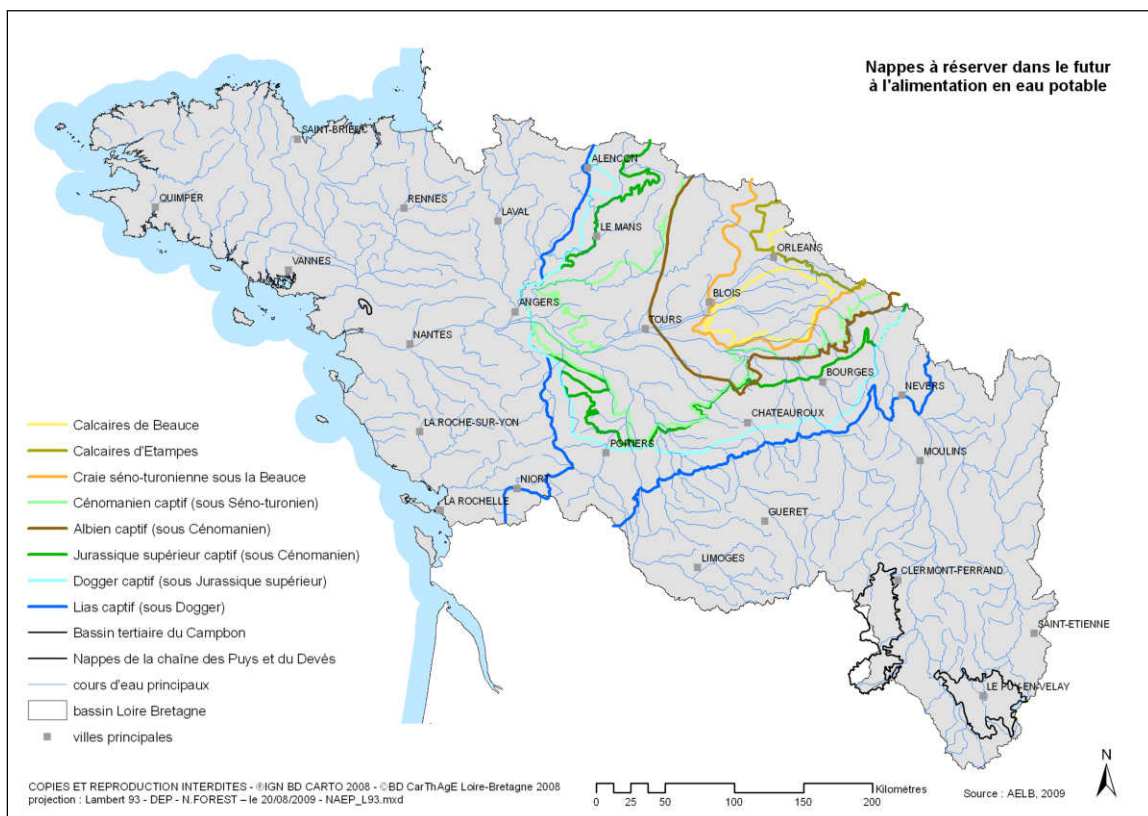 Nappes à réserver dans le futur
à l'alimentation en eau potable
SAINT-BRIEUC
ALENCON
QUIMPER
RENNES
LAVAL
LE MANS
ORLEANS
VANNES
BLOIS
ANGERS
TOURS
NANTES
BOURGES
NEVERS
CHATEAUROUX
LA ROCHE-SUR-YON
POITIERS
MOULINS
NIORT
LA ROCHELLE
GUERET
LIMOGES
CLERMONT-FERRAND
SAINT-ETIENNE
LE PUY-EN-VELAY
Calcaires de Beauce
Calcaires d'Etampes
Craie séno-turonienne sous la Beauce
Cénomanien captif (sous Séno-turonien)
Albien captif (sous Cénomanien)
Jurassique supérieur captif (sous Cénomanien)
Dogger captif (sous Jurassique supérieur)
Lias captif (sous Dogger)
Bassin tertiaire du Campbon
Nappes de la chaîne des Puys et du Devès
cours d'eau principaux
bassin Loire Bretagne
villes principales
COPIES ET REPRODUCTION INTERDITES - ©IGN BD CARTO 2008 - ©BD CarThAgE Loire-Bretagne 2008
projection : Lambert 93 - DEP - N.FOREST – le 20/08/2009 - NAEP_L93.mxd
Kilomètres
0 25 50 100 150 200
Source : AELB, 2009
N